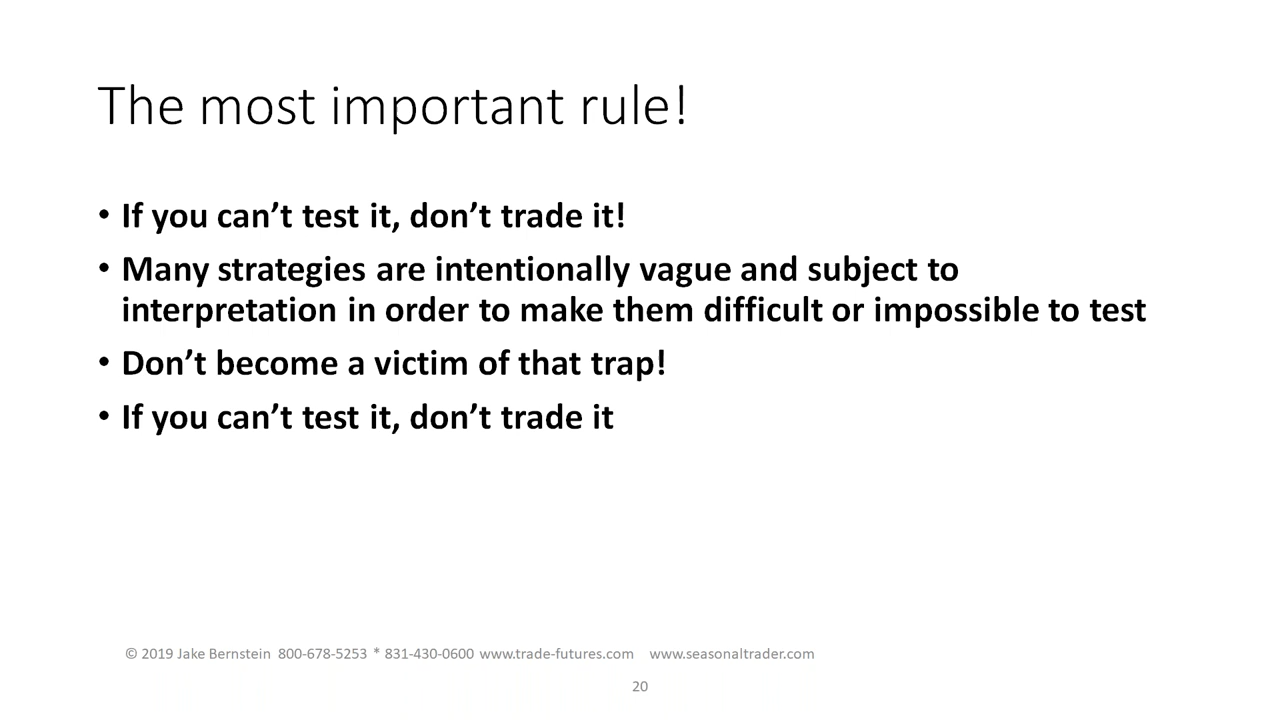 The most important rule!
• If you can’t test it, don’t trade it!
• Many strategies are intentionally vague and subject to
interpretation in order to make them difficult or impossible to test
• Don’t become a victim of that trap!
• If you can’t test it, don’t trade it
© 2019 Jake Bernstein 800-678-5253 * 831-430-0600 www.trade-futures.com www.seasonaltrader.com
20